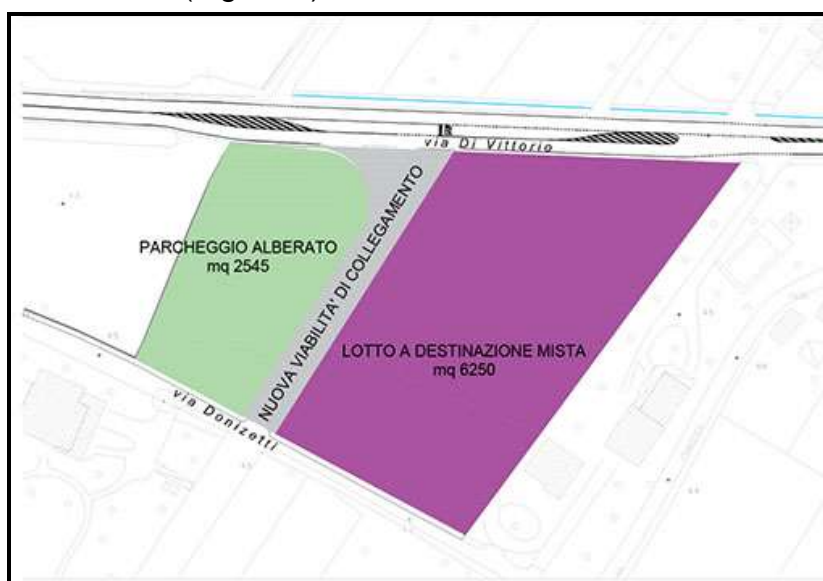 via Di Vittorio
PARCHEGGIO ALBERATO
mq 2545
NUOVA VIABILITA' DI COLLEGAMENTO
LOTTO A DESTINAZIONE MISTA
mq 6250
via Donizetti